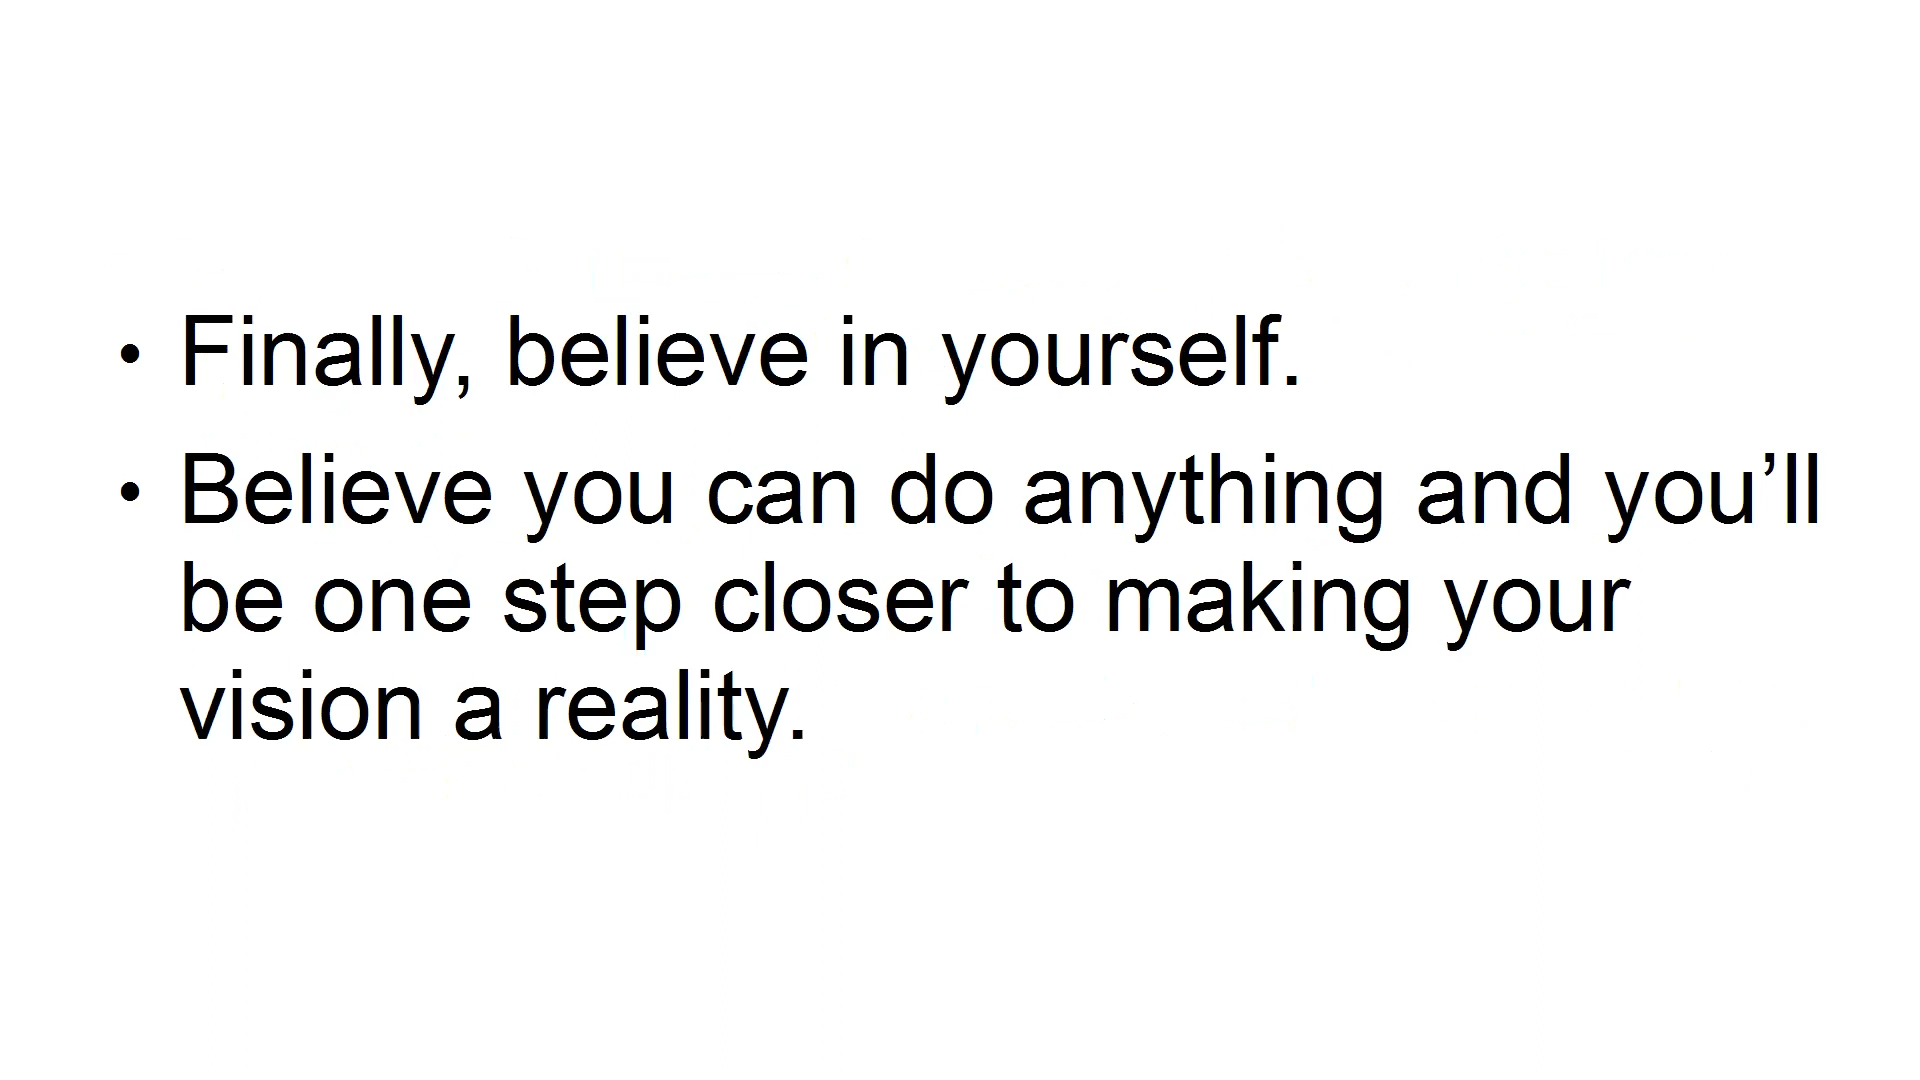 • Finally, believe in yourself.
• Believe you can do anything and you’ll
be one step closer to making your
vision a reality.